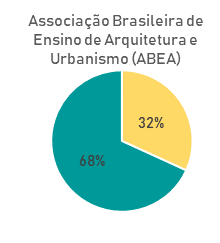 Associação Brasileira de
Ensino de Arquitetura e
Urbanismo (ABEA)
32%
68%